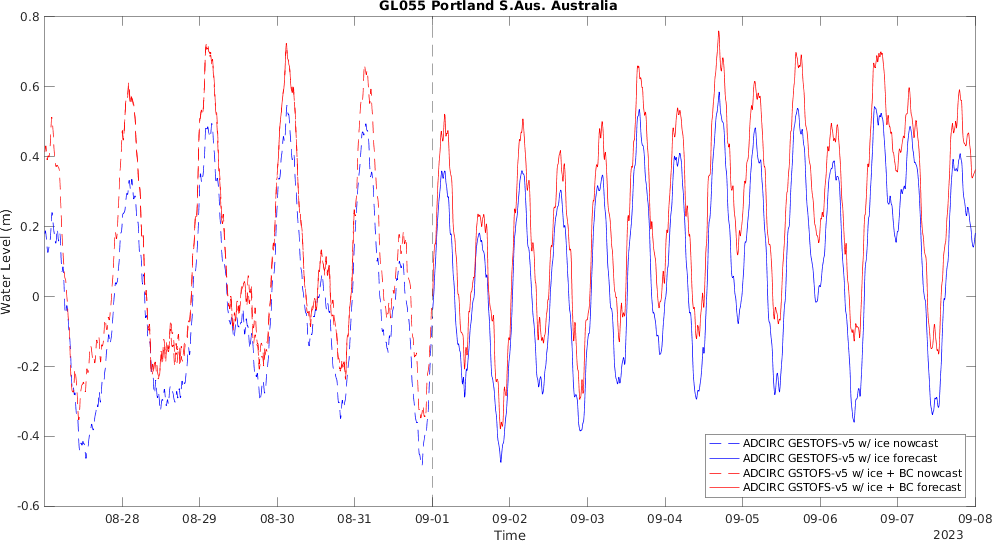 GL055 Portland S.Aus. Australia
Water Level (m)
0.8
0.6
0.4
0.2
0
-0.2
-0.4
-0.6
ADCIRC GESTOFS-v5 w/ ice nowcast
ADCIRC GESTOFS-v5 w/ ice forecast
ADCIRC GSTOFS-v5 w/ ice + BC nowcast
ADCIRC GSTOFS-v5 w/ ice + BC forecast
08-28 08-29 08-30 08-31 09-01 09-02 09-03 09-04 09-05 09-06 09-07 09-08
Time
2023